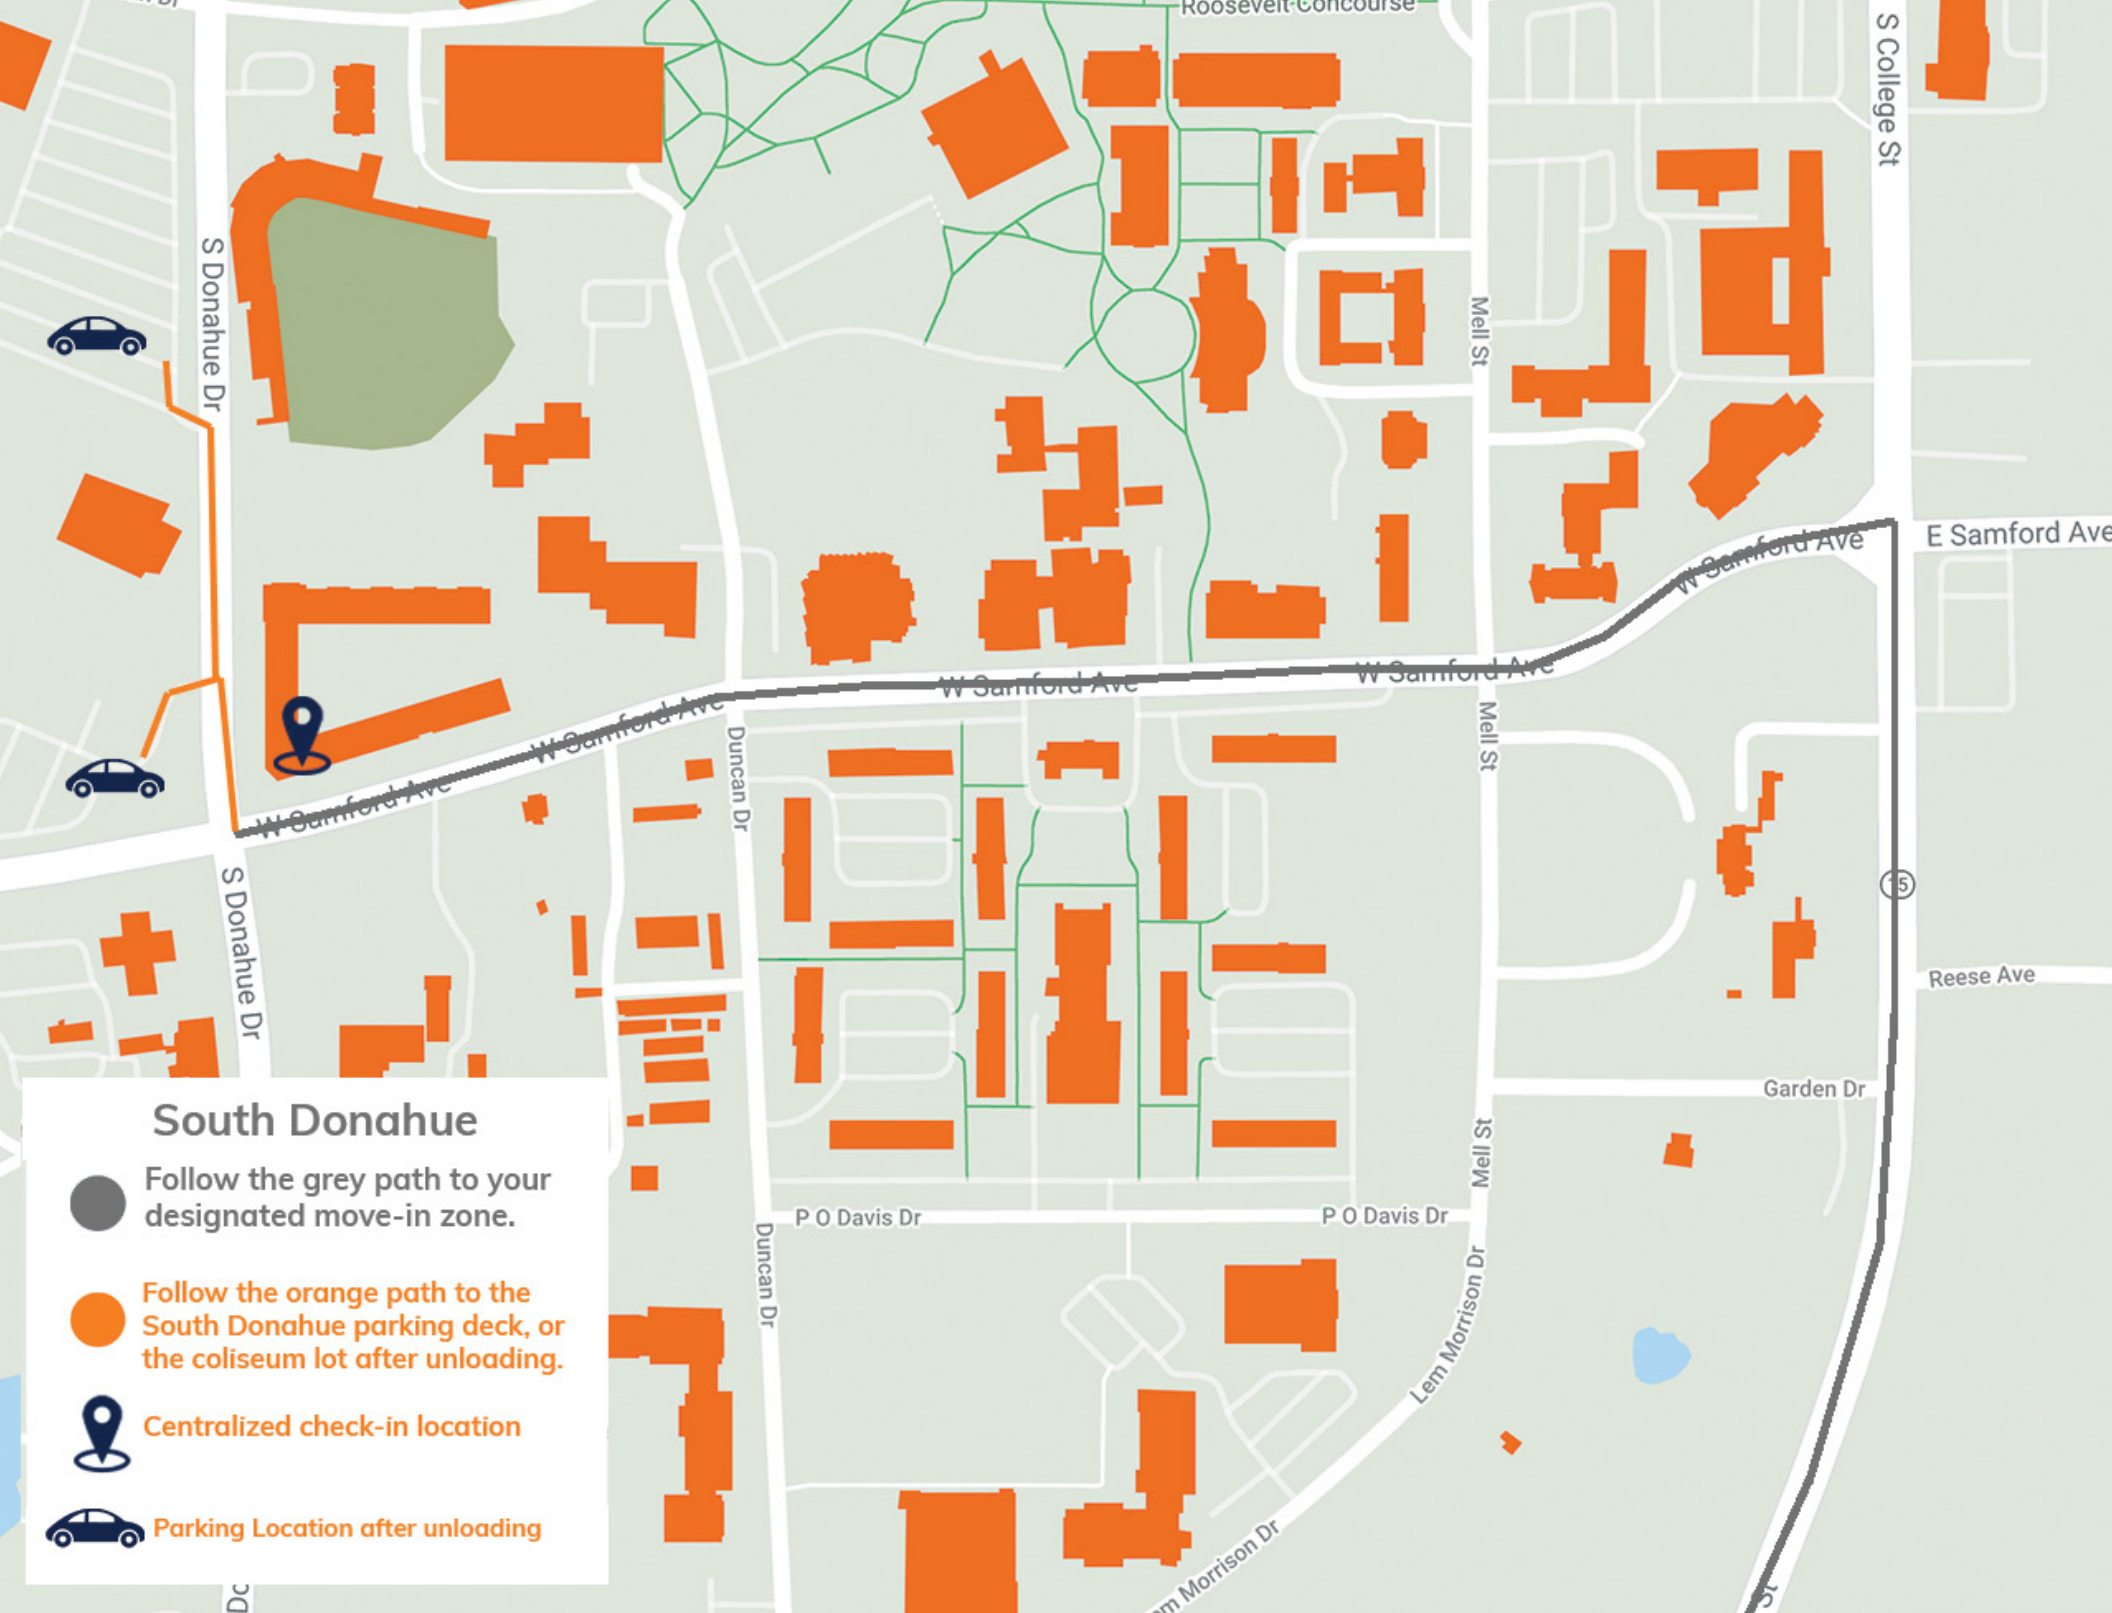 Roosevelt Concourse
S College St
S Donahue Dr
Mell St
E Samford Ave
W Samford Ave
W Samford Ave
W Samford Ave
W Samford Ave
W Samford Ave
Duncan Dr
Mell St
S Donahue Dr
15
Reese Ave
Garden Dr
Mell St
P O Davis Dr
P O Davis Dr
Duncan Dr
Lem Morrison Dr
Morrison Dr
St
South Donahue
Follow the grey path to your
designated move-in zone.
Follow the orange path to the
South Donahue parking deck, or
the coliseum lot after unloading.
Centralized check-in location
Parking Location after unloading